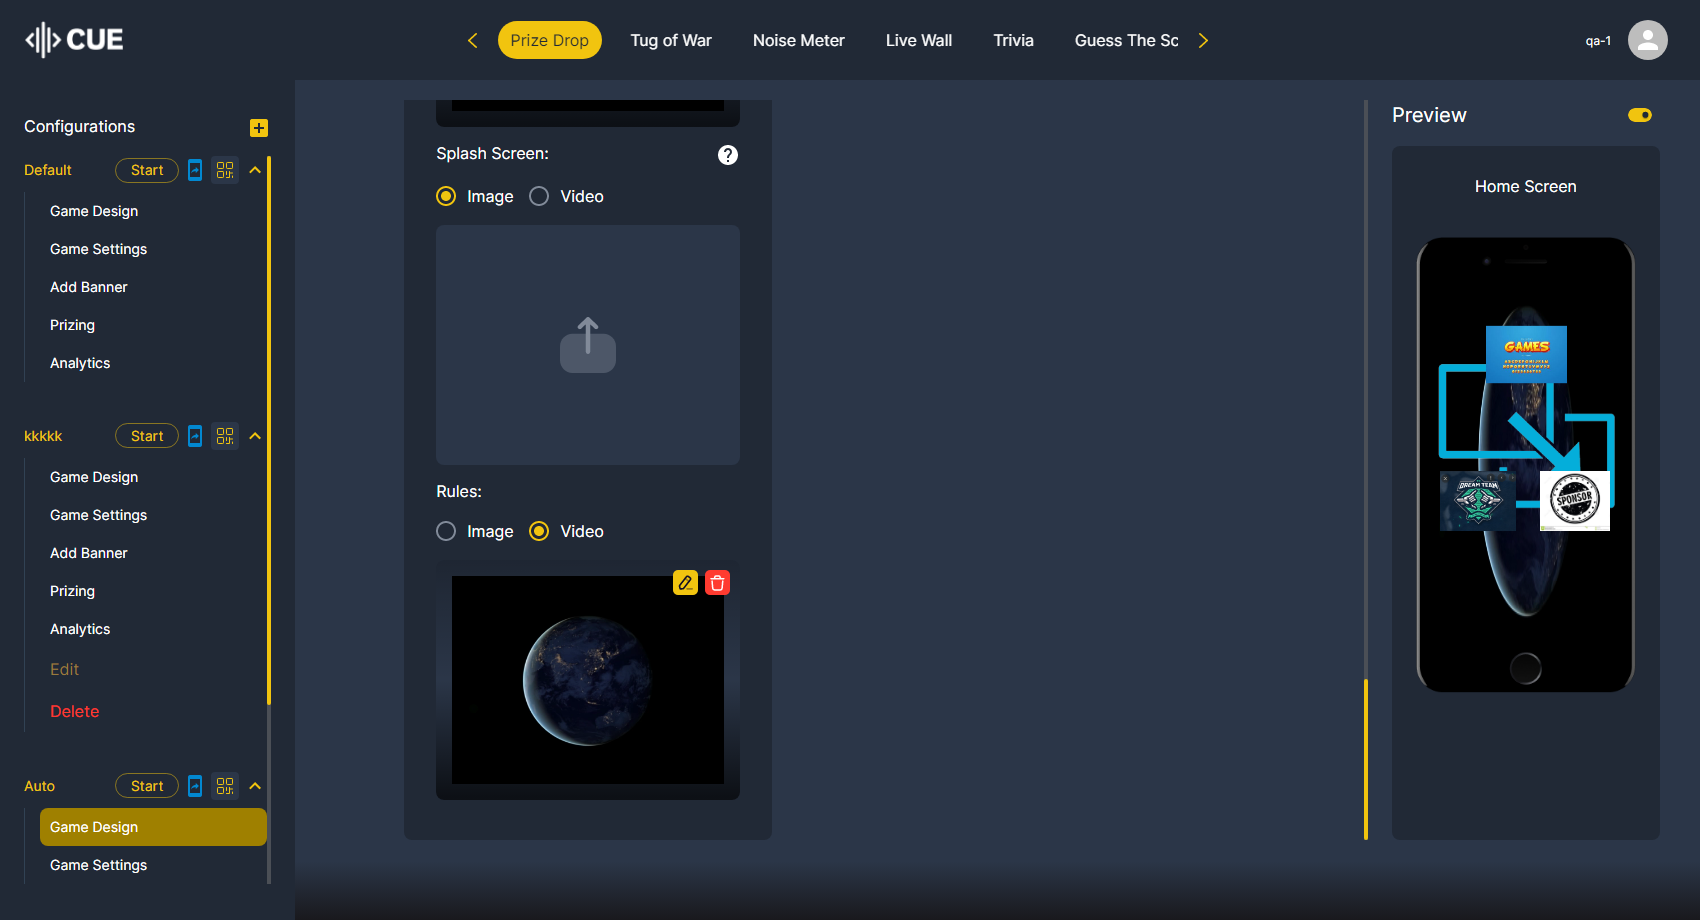 CUE
Prize Drop
Tug of War
Noise Meter
Live Wall
Trivia
Guess The Sc
qa-1
Configurations
Default
Start
Game Design
Game Settings
Add Banner
Prizing
Analytics
kkkkk
Start
Game Design
Game Settings
Add Banner
Prizing
Analytics
Edit
Delete
Auto
Start
Game Design
Game Settings
Splash Screen:
?
Image
Video
Rules:
Image
Video
Preview
Home Screen
GAMES
DREAM TEAM
SPONSOR